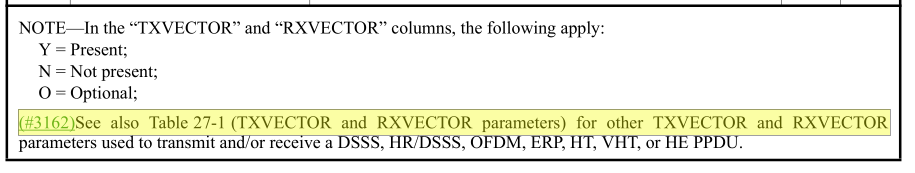 NOTE—In the “TXVECTOR” and “RXVECTOR” columns, the following apply:
Y = Present;
N = Not present;
O = Optional;
(#3162)See also Table 27-1 (TXVECTOR and RXVECTOR parameters) for other TXVECTOR and RXVECTOR
parameters used to transmit and/or receive a DSSS, HR/DSSS, OFDM, ERP, HT, VHT, or HE PPDU.